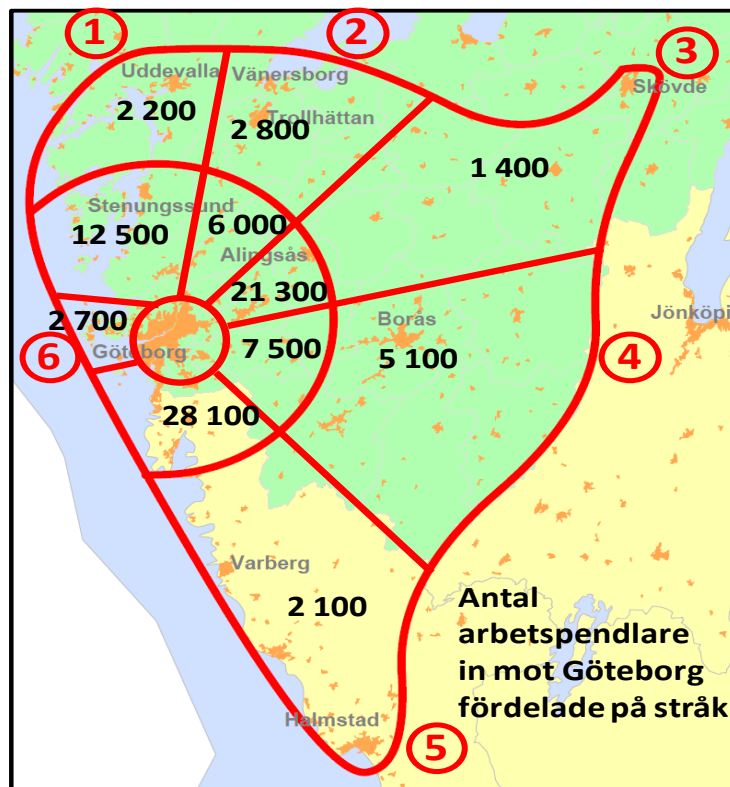 1
2
3
Uddevalla
Vänersborg
Skövde
2 200
2 800
Trollhättan
1 400
Stenungssund
6 000
12 500
Alingsås
21 300
2 700
Borås
Jönköpi
6
Göteborg
7 500
5 100
4
28 100
Varberg
2 100
Antal
arbetspendlare
in mot Göteborg
fördelade på stråk
Halmstad
5